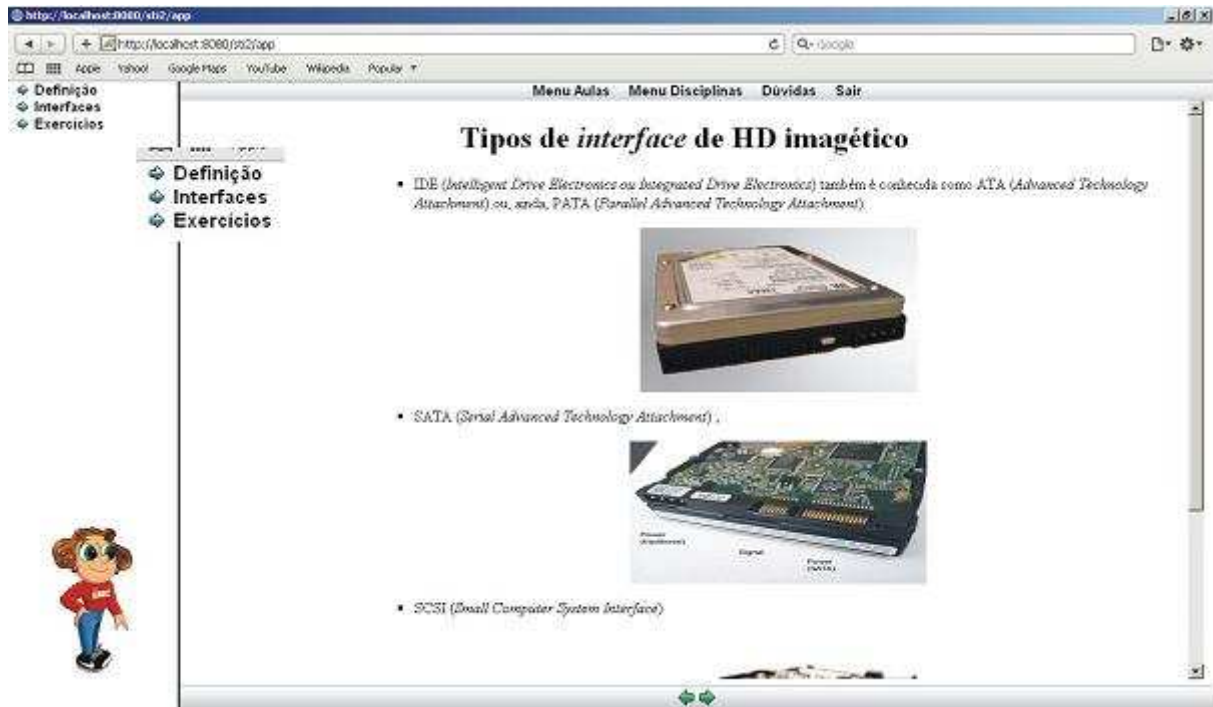 http://localhost:8080/sti2/app
http://localhost:8080/sti2/app
Google
Apple Yahoo! Google Maps YouTube Wikipedia Popular
Definição
Interfaces
Exercícios
Menu Aulas Menu Disciplinas Dúvidas Sair
Definição
Interfaces
Exercícios
Tipos de interface de HD imagético
IDE (Intelligent Drive Electronics ou Integrated Drive Electronics) também é conhecida como ATA (Advanced Technology
Attachment) ou, ainda, PATA (Parallel Advanced Technology Attachment).
SATA (Serial Advanced Technology Attachment) .
Power
Signal
Power
(SATA)
SCSI (Small Computer System Interface)